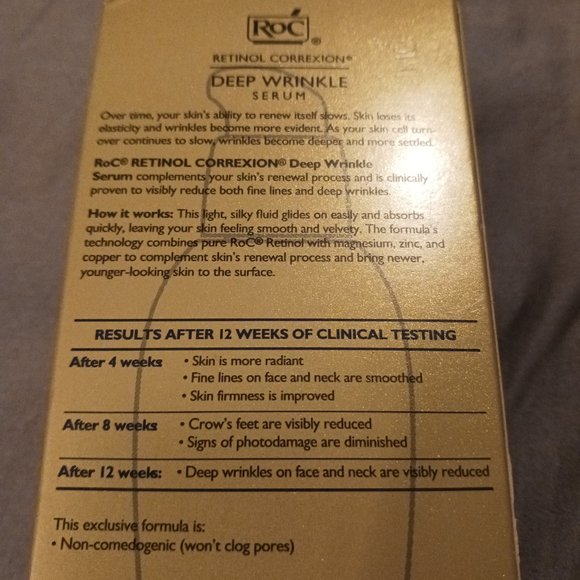 RoC®
RETINOL CORREXION®
DEEP WRINKLE
SERUM
Over time, your skin's ability to renew itself slows. Skin loses its
elasticity and wrinkles become more evident. As your skin cell turn-
over continues to slow, wrinkles become deeper and more settled.
RoC® RETINOL CORREXION® Deep Wrinkle
Serum complements your skin's renewal process and is clinically
proven to visibly reduce both fine lines and deep wrinkles.
How it works: This light, silky fluid glides on easily and absorbs
quickly, leaving your skin feeling smooth and velvety. The formula's
technology combines pure RoC® Retinol with magnesium, zinc, and
copper to complement skin's renewal process and bring newer,
younger-looking skin to the surface.
RESULTS AFTER 12 WEEKS OF CLINICAL TESTING
After 4 weeks • Skin is more radiant
• Fine lines on face and neck are smoothed
• Skin firmness is improved
After 8 weeks • Crow's feet are visibly reduced
• Signs of photodamage are diminished
After 12 weeks: • Deep wrinkles on face and neck are visibly reduced
This exclusive formula is:
• Non-comedogenic (won't clog pores)